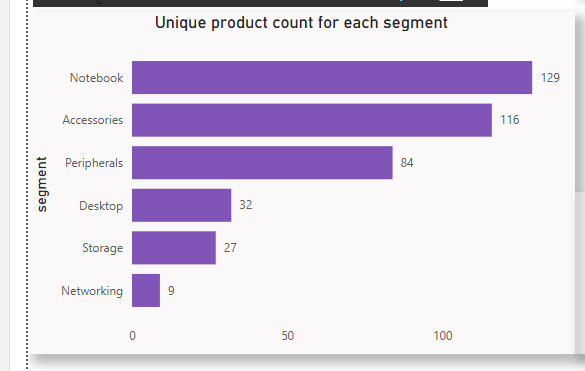 Unique product count for each segment
segment
Notebook 129
Accessories 116
Peripherals 84
Desktop 32
Storage 27
Networking 9
0 50 100